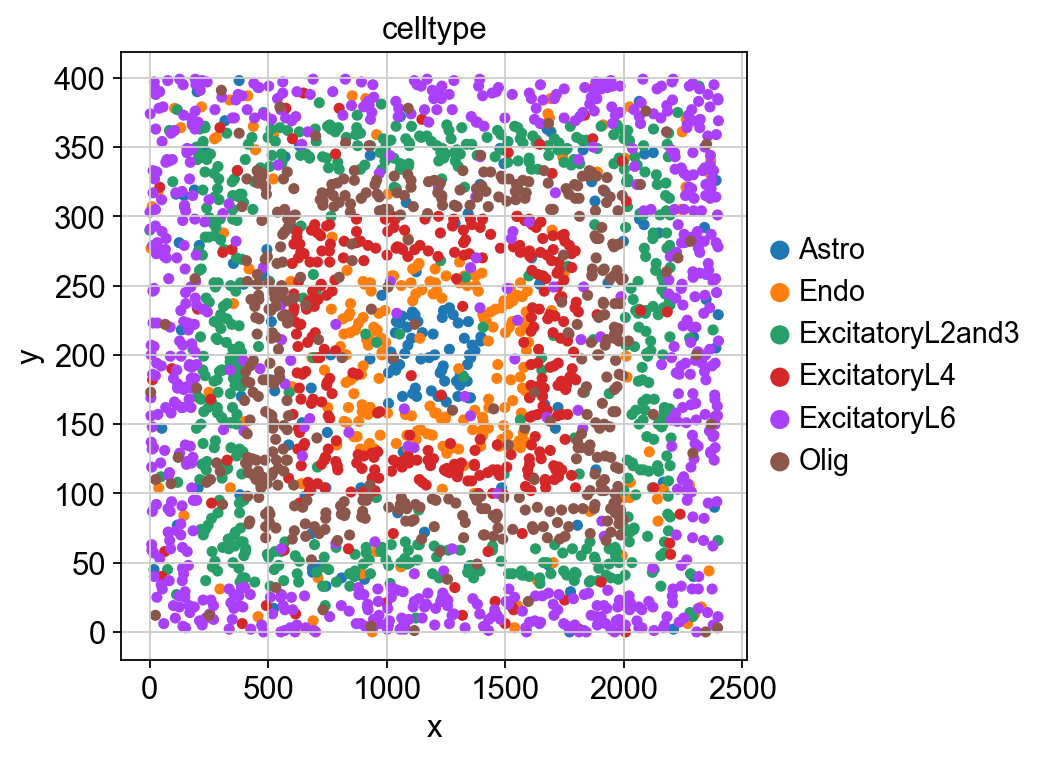 celltype
400
350
300
250
200
150
100
50
0
y
0 500 1000 1500 2000 2500
x
Astro
Endo
ExcitatoryL2and3
ExcitatoryL4
ExcitatoryL6
Olig